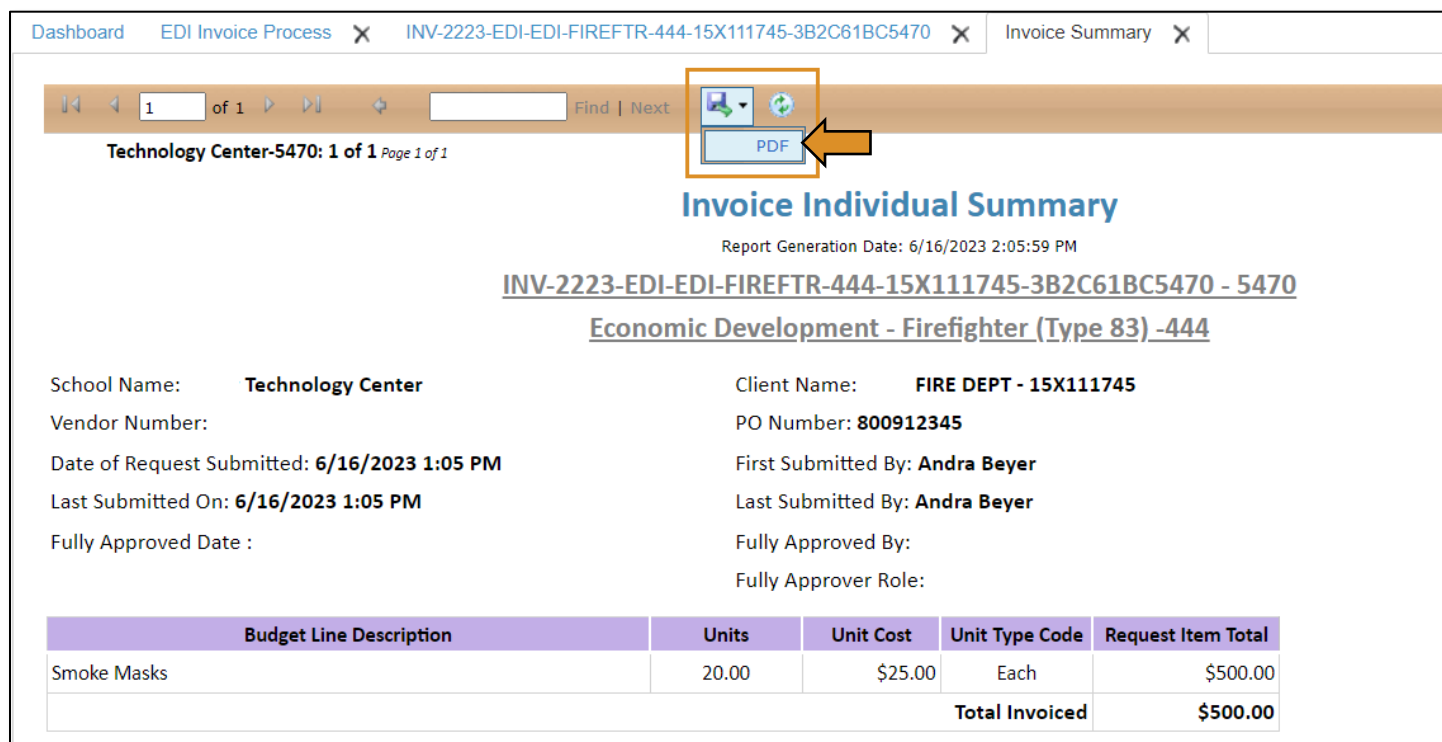 Dashboard EDI Invoice Process INV-2223-EDI-EDI-FIREFTR-444-15X111745-3B2C61BC5470 Invoice Summary
1 of 1 Find | Next
PDF
Technology Center-5470: 1 of 1 Page 1 of 1
Invoice Individual Summary
Report Generation Date: 6/16/2023 2:05:59 PM
INV-2223-EDI-EDI-FIREFTR-444-15X111745-3B2C61BC5470 - 5470
Economic Development - Firefighter (Type 83) -444
School Name: Technology Center Client Name: FIRE DEPT - 15X111745
Vendor Number: PO Number: 800912345
Date of Request Submitted: 6/16/2023 1:05 PM First Submitted By: Andra Beyer
Last Submitted On: 6/16/2023 1:05 PM Last Submitted By: Andra Beyer
Fully Approved Date : Fully Approved By:
Fully Approver Role:
Budget Line Description Units Unit Cost Unit Type Code Request Item Total
Smoke Masks 20.00 $25.00 Each $500.00
Total Invoiced $500.00